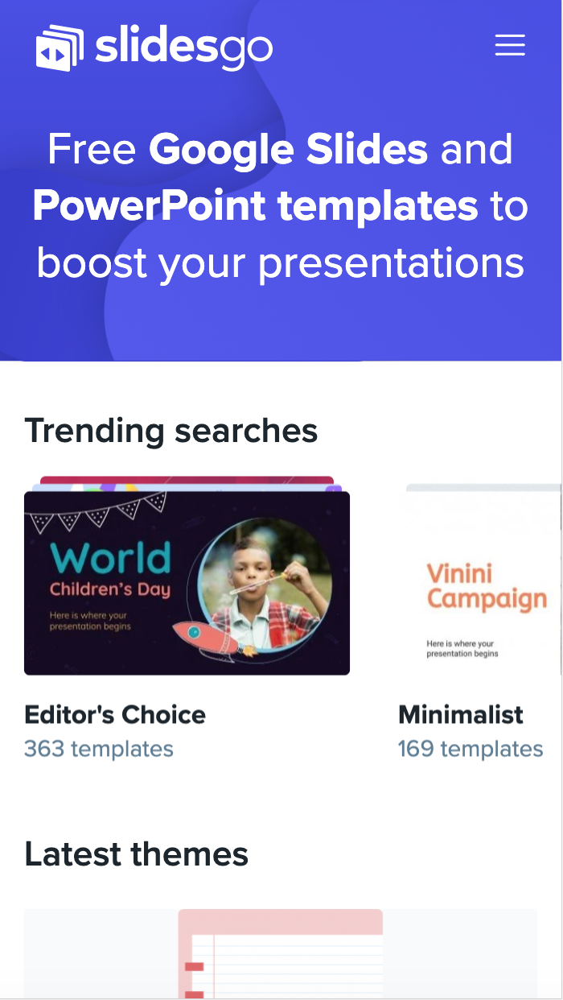 slidesgo
Free Google Slides and
PowerPoint templates to
boost your presentations
Trending searches
World
Children's Day
Here is where your
presentation begins
Vinini
Campaign
Here is where your
presentation begins
Editor's Choice
363 templates
Minimalist
169 templates
Latest themes